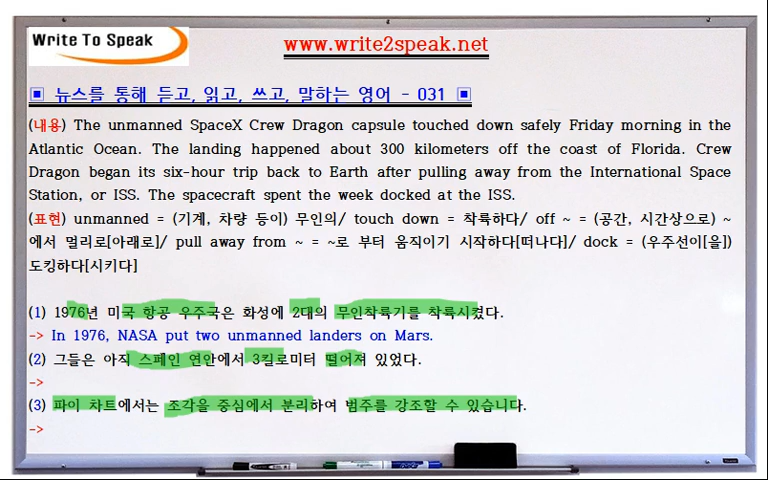 Write To Speak
www.write2speak.net
▣ 뉴스를 통해 듣고, 읽고, 쓰고, 말하는 영어 - 031 ▣
(내용) The unmanned SpaceX Crew Dragon capsule touched down safely Friday morning in the
Atlantic Ocean. The landing happened about 300 kilometers off the coast of Florida. Crew
Dragon began its six-hour trip back to Earth after pulling away from the International Space
Station, or ISS. The spacecraft spent the week docked at the ISS.
(표현) unmanned = (기계, 차량 등이) 무인의/ touch down = 착륙하다/ off ~ = (공간, 시간상으로) ~
에서 멀리로[아래로]/ pull away from ~ = ~로 부터 움직이기 시작하다[떠나다]/ dock = (우주선이[을])
도킹하다[시키다]
(1) 1976년 미국 항공 우주국은 화성에 2대의 무인착륙기를 착륙시켰다.
-> In 1976, NASA put two unmanned landers on Mars.
(2) 그들은 아직 스페인 연안에서 3킬로미터 떨어져 있었다.
->
(3) 파이 차트에서는 조각을 중심에서 분리하여 범주를 강조할 수 있습니다.
->